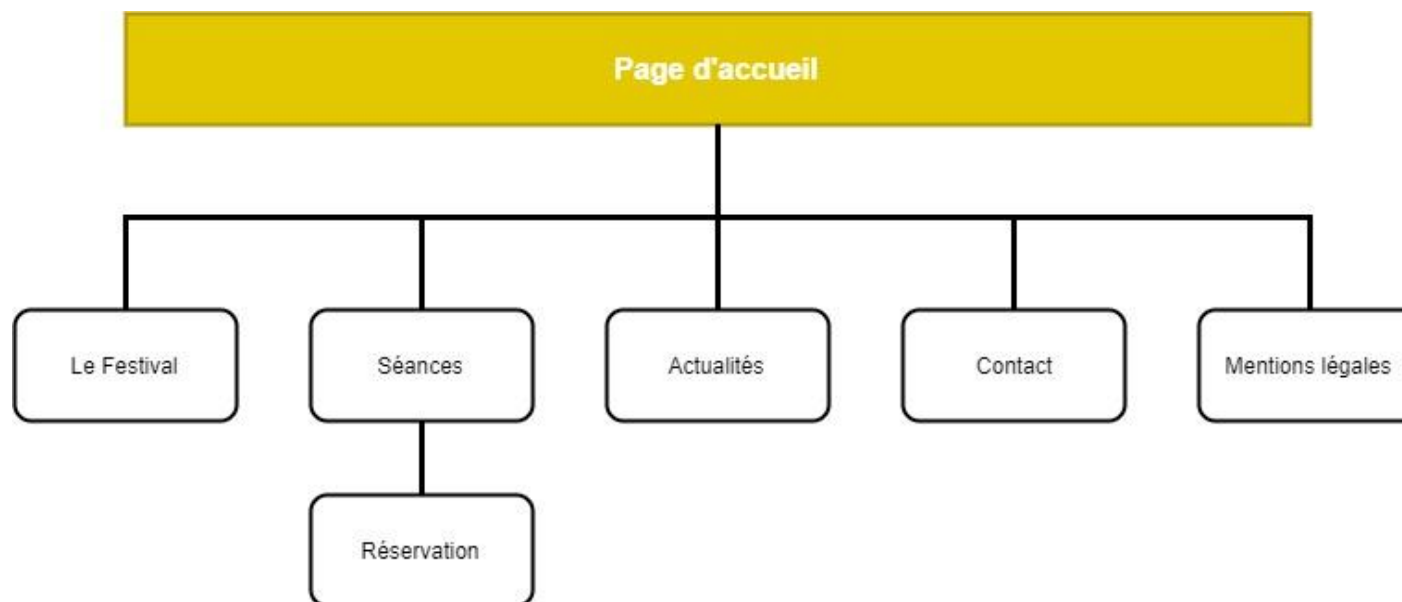 Page d'accueil
Le Festival
Séances
Actualités
Contact
Mentions légales
Réservation